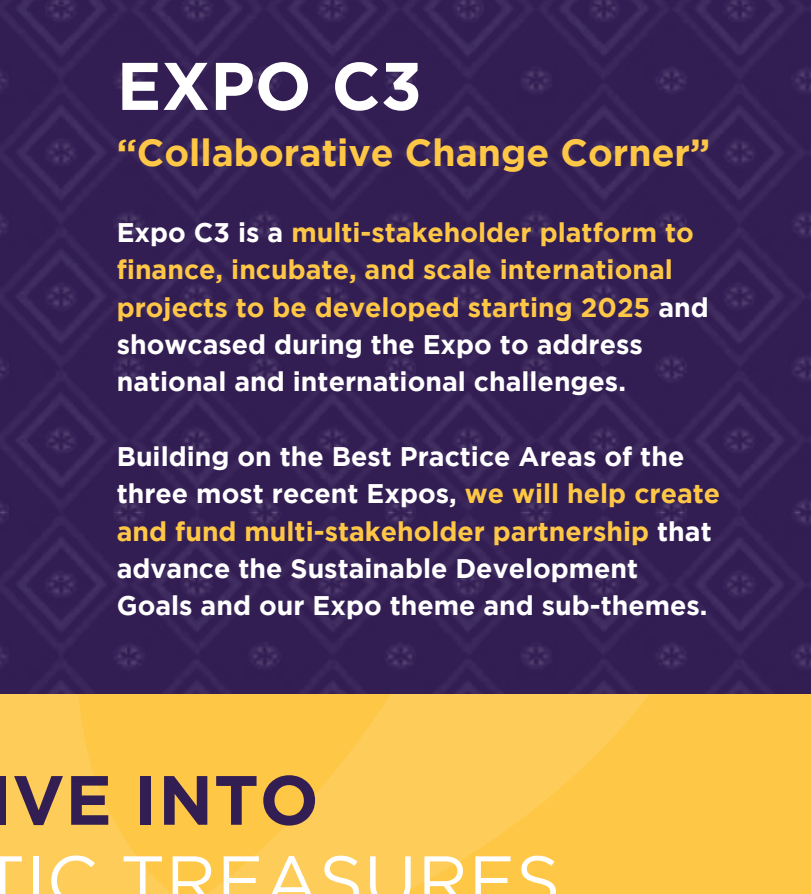 EXPO C3
“Collaborative Change Corner”
Expo C3 is a multi-stakeholder platform to
finance, incubate, and scale international
projects to be developed starting 2025 and
showcased during the Expo to address
national and international challenges.
Building on the Best Practice Areas of the
three most recent Expos, we will help create
and fund multi-stakeholder partnership that
advance the Sustainable Development
Goals and our Expo theme and sub-themes.
INTO
TREASURES